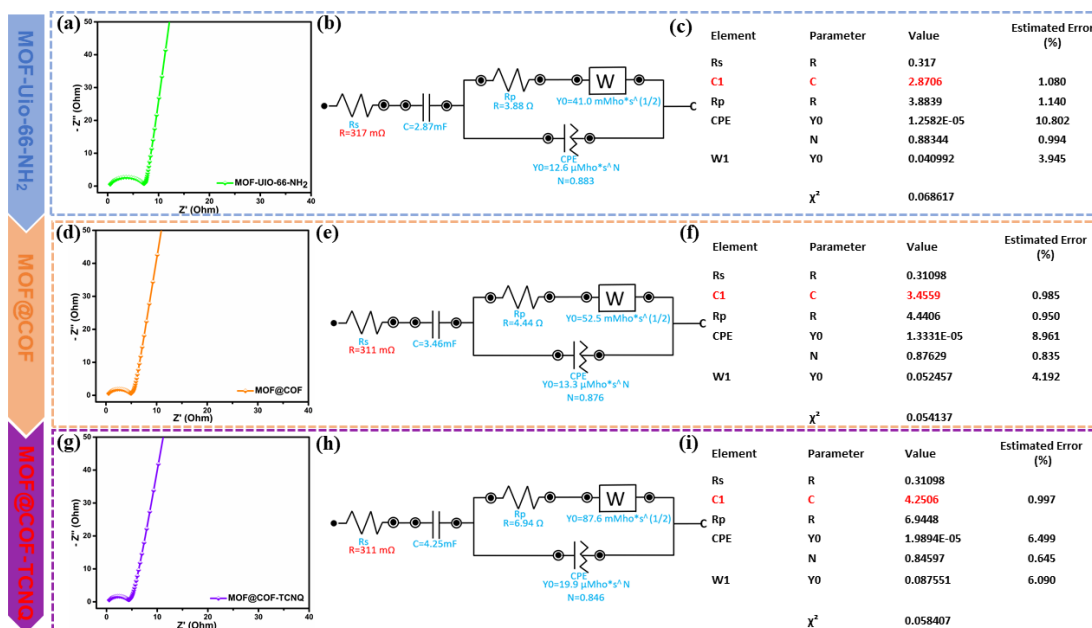 MOF-Uio-66-NH2
(a)
50
40
30
20
10
0
0 10 20 30 40
- Z" (Ohm)
Z' (Ohm)
MOF-UIO-66-NH2
(b)
Rs
R=317 mΩ
C=2.87mF
Rp
R=3.88 Ω
W
Y0=41.0 mMho*s^(1/2)
CPE
Y0=12.6 µMho*s^N
N=0.883
C
(c)
Element Parameter Value Estimated Error (%)
Rs R 0.317
C1 C 2.8706 1.080
Rp R 3.8839 1.140
CPE Y0 1.2582E-05 10.802
N 0.88344 0.994
W1 Y0 0.040992 3.945
χ² 0.068617
MOF@COF
(d)
50
40
30
20
10
0
0 10 20 30 40
- Z" (Ohm)
Z' (Ohm)
MOF@COF
(e)
Rs
R=311 mΩ
C=3.46mF
Rp
R=4.44 Ω
W
Y0=52.5 mMho*s^(1/2)
CPE
Y0=13.3 µMho*s^N
N=0.876
C
(f)
Element Parameter Value Estimated Error (%)
Rs R 0.31098
C1 C 3.4559 0.985
Rp R 4.4406 0.950
CPE Y0 1.3331E-05 8.961
N 0.87629 0.835
W1 Y0 0.052457 4.192
χ² 0.054137
MOF@COF-TCNQ
(g)
50
40
30
20
10
0
0 10 20 30 40
- Z" (Ohm)
Z' (Ohm)
MOF@COF-TCNQ
(h)
Rs
R=311 mΩ
C=4.25mF
Rp
R=6.94 Ω
W
Y0=87.6 mMho*s^(1/2)
CPE
Y0=19.9 µMho*s^N
N=0.846
C
(i)
Element Parameter Value Estimated Error (%)
Rs R 0.31098
C1 C 4.2506 0.997
Rp R 6.9448
CPE Y0 1.9894E-05 6.499
N 0.84597 0.645
W1 Y0 0.087551 6.090
χ² 0.058407